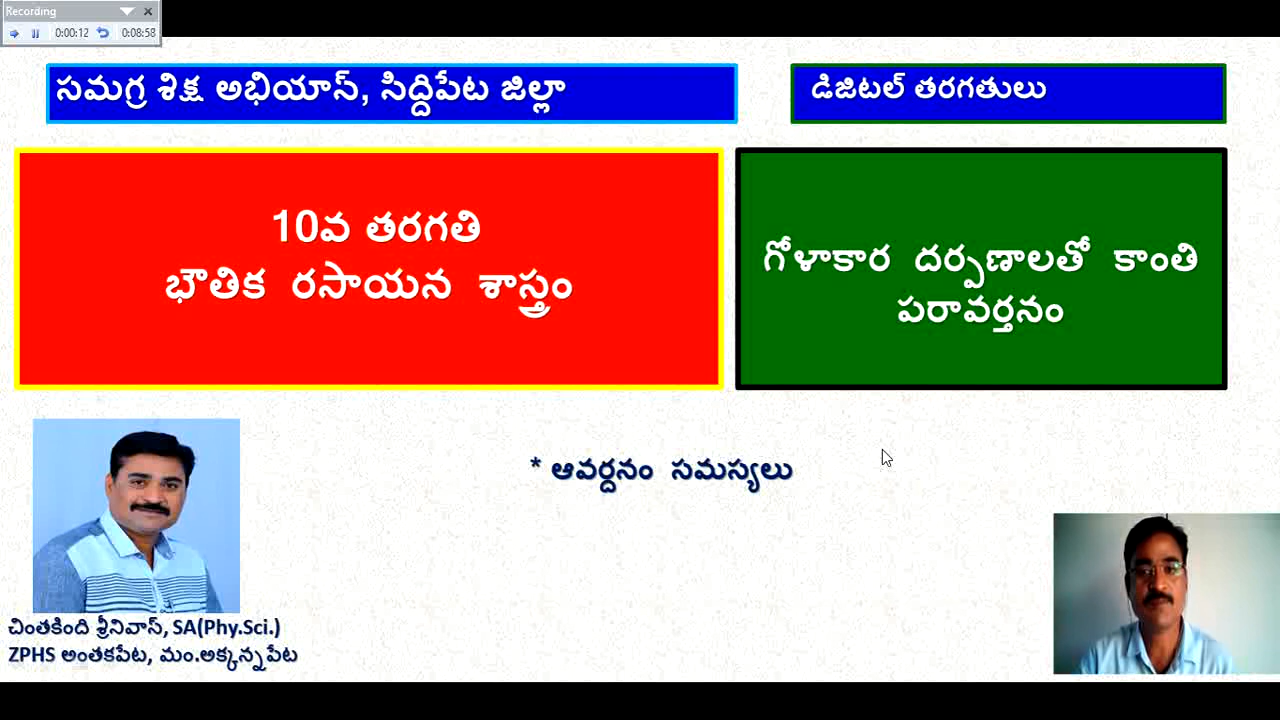 Recording
0:00:12 0:08:58
సమగ్ర శిక్ష అభియాస్, సిద్దిపేట జిల్లా
డిజిటల్ తరగతులు
10వ తరగతి
భౌతిక రసాయన శాస్త్రం
గోళాకార దర్పణాలతో కాంతి
పరావర్తనం
* ఆవర్దనం సమస్యలు
చింతకింది శ్రీనివాస్, SA(Phy.Sci.)
ZPHS అంతకపేట, మం.అక్కన్నపేట